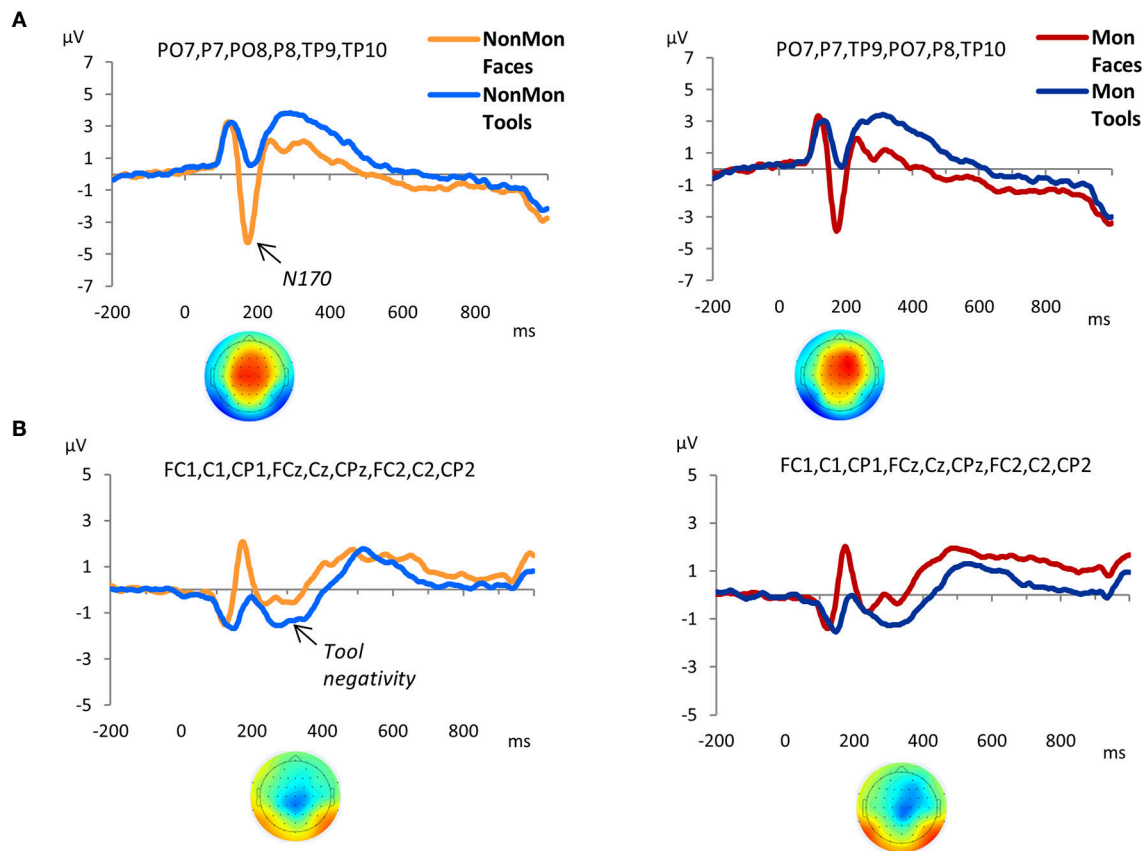 A
μV
PO7,P7,PO8,P8,TP9,TP10
NonMon
Faces
NonMon
Tools
7
5
3
1
-1
-3
-5
-7
N170
-200 0 200 400 600 800
ms
μV
PO7,P7,TP9,PO7,P8,TP10
Mon
Faces
Mon
Tools
7
5
3
1
-1
-3
-5
-7
-200 0 200 400 600 800
ms
B
μV
FC1,C1,CP1,FCz,Cz,CPz,FC2,C2,CP2
5
3
1
-1
-3
-5
Tool
negativity
-200 0 200 400 600 800
ms
μV
FC1,C1,CP1,FCz,Cz,CPz,FC2,C2,CP2
5
3
1
-1
-3
-5
-200 0 200 400 600 800
ms